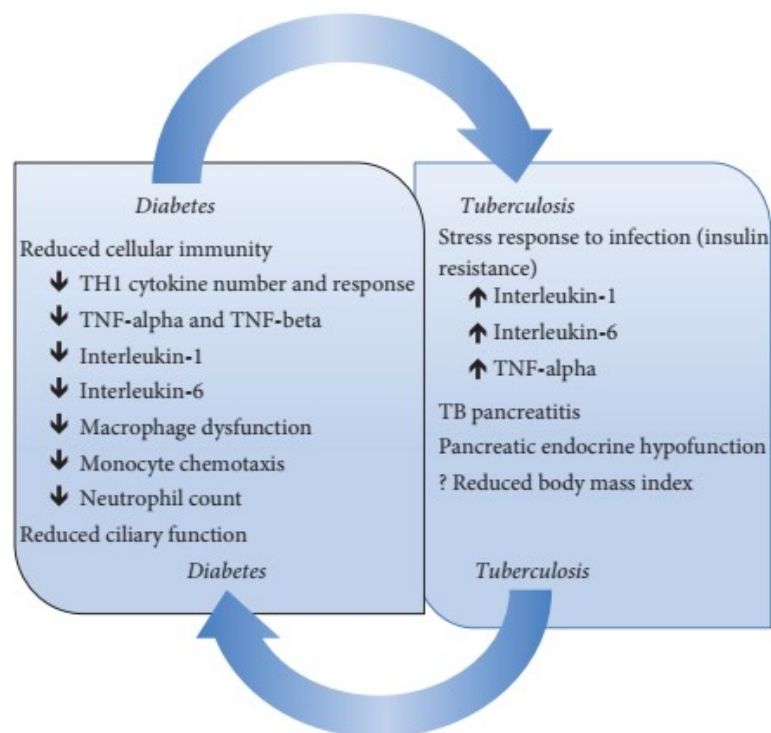 Diabetes
Reduced cellular immunity
↓ TH1 cytokine number and response
↓ TNF-alpha and TNF-beta
↓ Interleukin-1
↓ Interleukin-6
↓ Macrophage dysfunction
↓ Monocyte chemotaxis
↓ Neutrophil count
Reduced ciliary function
Diabetes
Tuberculosis
Stress response to infection (insulin
resistance)
↑ Interleukin-1
↑ Interleukin-6
↑ TNF-alpha
TB pancreatitis
Pancreatic endocrine hypofunction
? Reduced body mass index
Tuberculosis